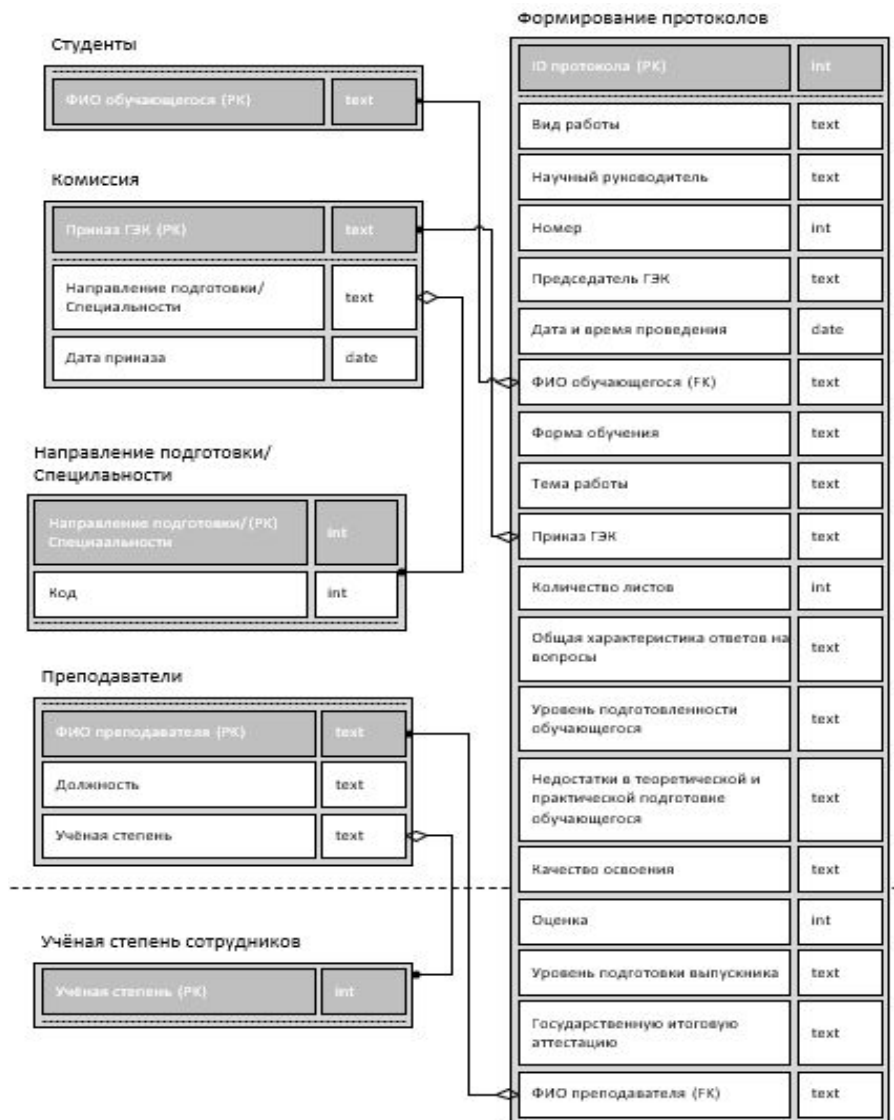 Студенты
ФИО обучающегося (PK) text
Комиссия
Приказ ГЭК (PK) text
Направление подготовки/
Специальности text
Дата приказа date
Направление подготовки/
Специлаьности
Направление подготовки/(PK)
Специаальности int
Код int
Преподаватели
ФИО преподавателя (PK) text
Должность text
Учёная степень text
Учёная степень сотрудников
Учёная степень (PK) int
Формирование протоколов
ID протокола (PK) int
Вид работы text
Научный руководитель text
Номер int
Председатель ГЭК text
Дата и время проведения date
ФИО обучающегося (FK) text
Форма обучения text
Тема работы text
Приказ ГЭК text
Количество листов int
Общая характеристика ответов на
вопросы text
Уровень подготовленности
обучающегося text
Недостатки в теоретической и
практической подготовке
обучающегося text
Качество освоения text
Оценка int
Уровень подготовки выпускника text
Государственную итоговую
аттестацию text
ФИО преподавателя (FK) text